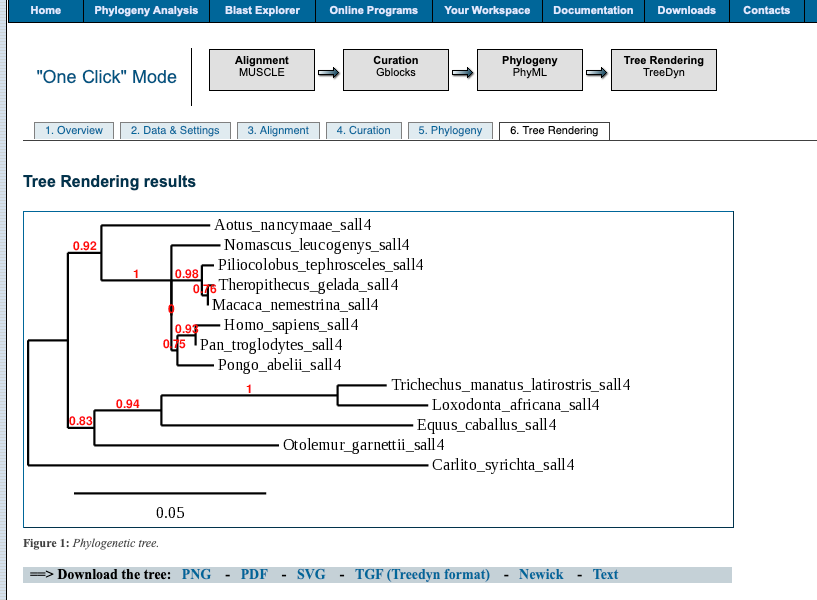 Home Phylogeny Analysis Blast Explorer Online Programs Your Workspace Documentation Downloads Contacts
"One Click" Mode
Alignment
MUSCLE
Curation
Gblocks
Phylogeny
PhyML
Tree Rendering
TreeDyn
1. Overview 2. Data & Settings 3. Alignment 4. Curation 5. Phylogeny 6. Tree Rendering
Tree Rendering results
Aotus_nancymaae_sall4
0.92
Nomascus_leucogenys_sall4
Piliocolobus_tephrosceles_sall4
1 0.98
Theropithecus_gelada_sall4
0.76
Macaca_nemestrina_sall4
0
Homo_sapiens_sall4
0.93
Pan_troglodytes_sall4
0.75
Pongo_abelii_sall4
Trichechus_manatus_latirostris_sall4
1
Loxodonta_africana_sall4
0.94
Equus_caballus_sall4
0.83
Otolemur_garnettii_sall4
Carlito_syrichta_sall4
0.05
Figure 1: Phylogenetic tree.
==> Download the tree: PNG - PDF - SVG - TGF (Treedyn format) - Newick - Text